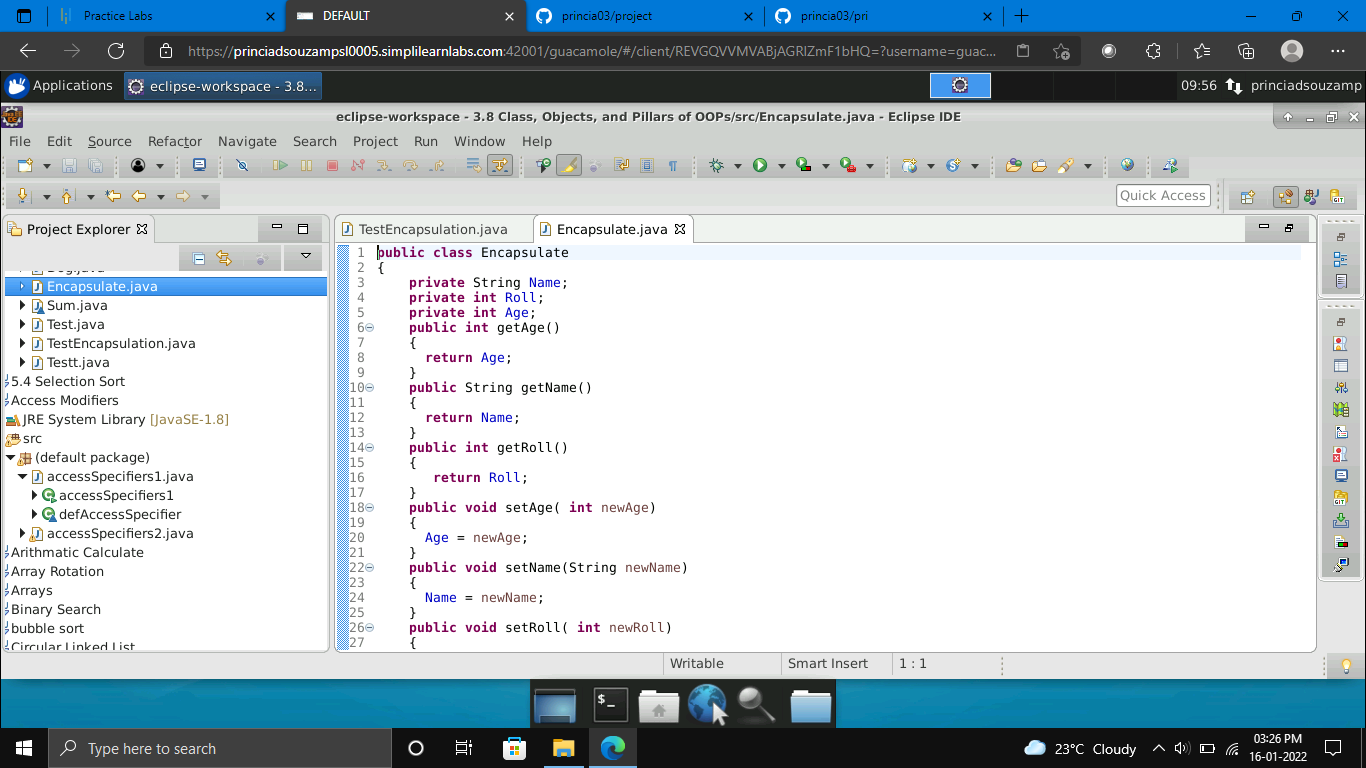 Practice Labs
DEFAULT
princia03/project
princia03/pri
https://princiadsouzampsl0005.simplilearnlabs.com:42001/guacamole/#/client/REVGQVVMVABjAGRlZmF1bHQ=?username=guac...
Applications
eclipse-workspace - 3.8...
09:56
princiadsouzamp
eclipse-workspace - 3.8 Class, Objects, and Pillars of OOPs/src/Encapsulate.java - Eclipse IDE
File Edit Source Refactor Navigate Search Project Run Window Help
Quick Access
Project Explorer
Encapsulate.java
Sum.java
Test.java
TestEncapsulation.java
Testt.java
5.4 Selection Sort
Access Modifiers
JRE System Library [JavaSE-1.8]
src
(default package)
accessSpecifiers1.java
accessSpecifiers1
defAccessSpecifier
accessSpecifiers2.java
Arithmatic Calculate
Array Rotation
Arrays
Binary Search
bubble sort
Circular Linked List
TestEncapsulation.java
Encapsulate.java
1 public class Encapsulate
2 {
3 private String Name;
4 private int Roll;
5 private int Age;
6 public int getAge()
7 {
8 return Age;
9 }
10 public String getName()
11 {
12 return Name;
13 }
14 public int getRoll()
15 {
16 return Roll;
17 }
18 public void setAge( int newAge)
19 {
20 Age = newAge;
21 }
22 public void setName(String newName)
23 {
24 Name = newName;
25 }
26 public void setRoll( int newRoll)
27 {
Writable
Smart Insert
1 : 1
Type here to search
23°C Cloudy
03:26 PM
16-01-2022